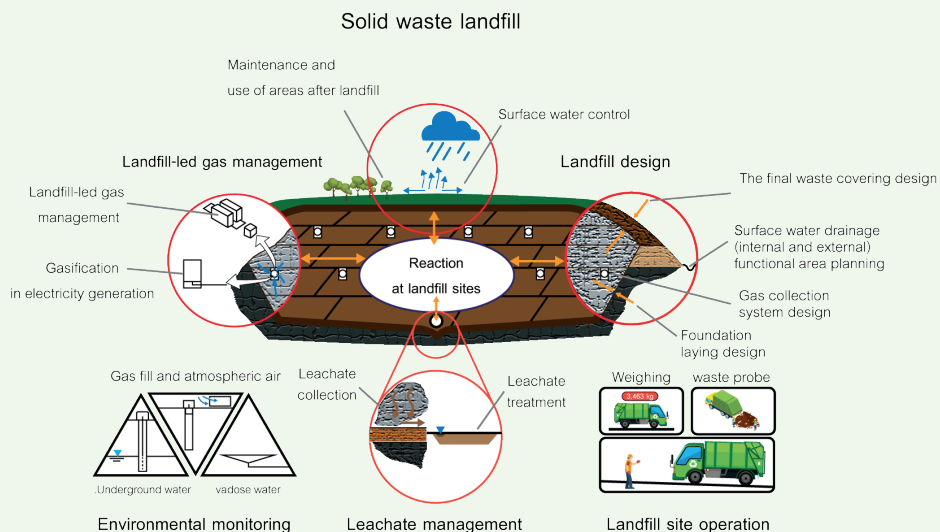 Solid waste landfill
Maintenance and
use of areas after landfill
Surface water control
Landfill-led gas management
Landfill design
Landfill-led gas
management
The final waste covering design
Surface water drainage
(internal and external)
functional area planning
Reaction
at landfill sites
Gasification
in electricity generation
Gas collection
system design
Foundation
laying design
Gas fill and atmospheric air
Leachate
collection
Leachate
treatment
Weighing
waste probe
3,463 kg
.Underground water
vadose water
Environmental monitoring
Leachate management
Landfill site operation